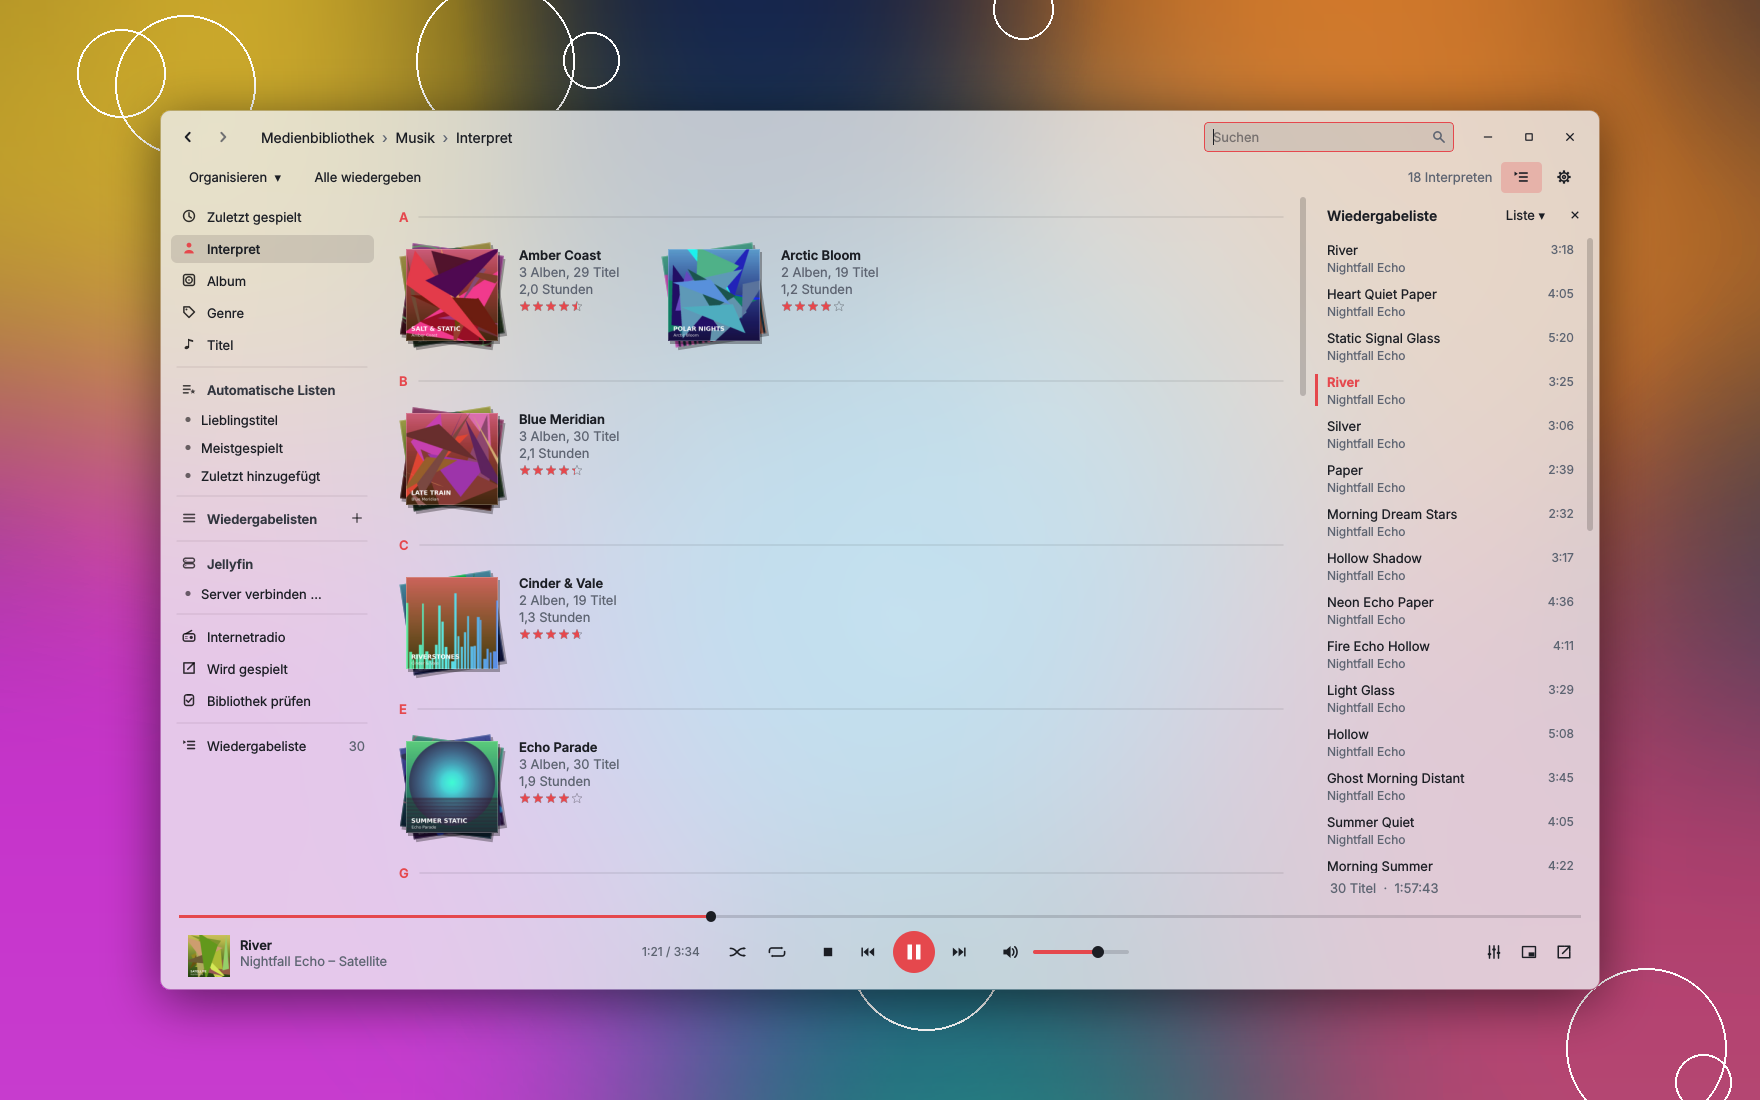 Medienbibliothek › Musik › Interpret
Suchen
Organisieren ▾
Alle wiedergeben
18 Interpreten
Zuletzt gespielt
Interpret
Album
Genre
Titel
Automatische Listen
Lieblingstitel
Meistgespielt
Zuletzt hinzugefügt
Wiedergabelisten
Jellyfin
Server verbinden ...
Internetradio
Wird gespielt
Bibliothek prüfen
Wiedergabeliste 30
A
SALT & STATIC
Amber Coast
3 Alben, 29 Titel
2,0 Stunden
POLAR NIGHTS
Arctic Bloom
2 Alben, 19 Titel
1,2 Stunden
B
LATE TRAIN
Blue Meridian
Blue Meridian
3 Alben, 30 Titel
2,1 Stunden
C
RIVERSTONES
Cinder & Vale
2 Alben, 19 Titel
1,3 Stunden
E
SUMMER STATIC
Echo Parade
Echo Parade
3 Alben, 30 Titel
1,9 Stunden
G
Wiedergabeliste
Liste ▾
River 3:18
Nightfall Echo
Heart Quiet Paper 4:05
Nightfall Echo
Static Signal Glass 5:20
Nightfall Echo
River 3:25
Nightfall Echo
Silver 3:06
Nightfall Echo
Paper 2:39
Nightfall Echo
Morning Dream Stars 2:32
Nightfall Echo
Hollow Shadow 3:17
Nightfall Echo
Neon Echo Paper 4:36
Nightfall Echo
Fire Echo Hollow 4:11
Nightfall Echo
Light Glass 3:29
Nightfall Echo
Hollow 5:08
Nightfall Echo
Ghost Morning Distant 3:45
Nightfall Echo
Summer Quiet 4:05
Nightfall Echo
Morning Summer 4:22
30 Titel · 1:57:43
River
Nightfall Echo – Satellite
1:21 / 3:34